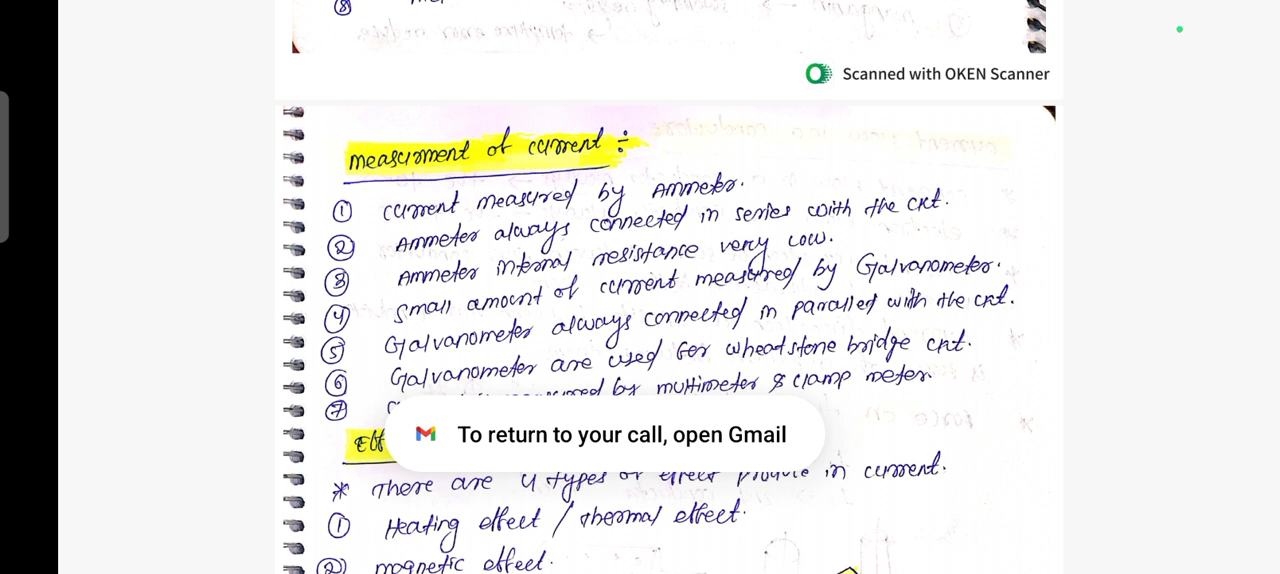 ⑧
Scanned with OKEN Scanner
measurment of current :
① current measured by Ammeter.
② Ammeter always connected in series with the ckt.
③ Ammeter internal resistance very low.
④ Small amount of current measured by Galvanometer.
⑤ Galvanometer always connected in paralled with the ckt.
⑥ Galvanometer are used for wheatstone bridge ckt.
⑦ by multimeter & clamp meter.
To return to your call, open Gmail
* There are 4 types of effect produce in current.
① Heating effect / thermal effect.
② magnetic effect.